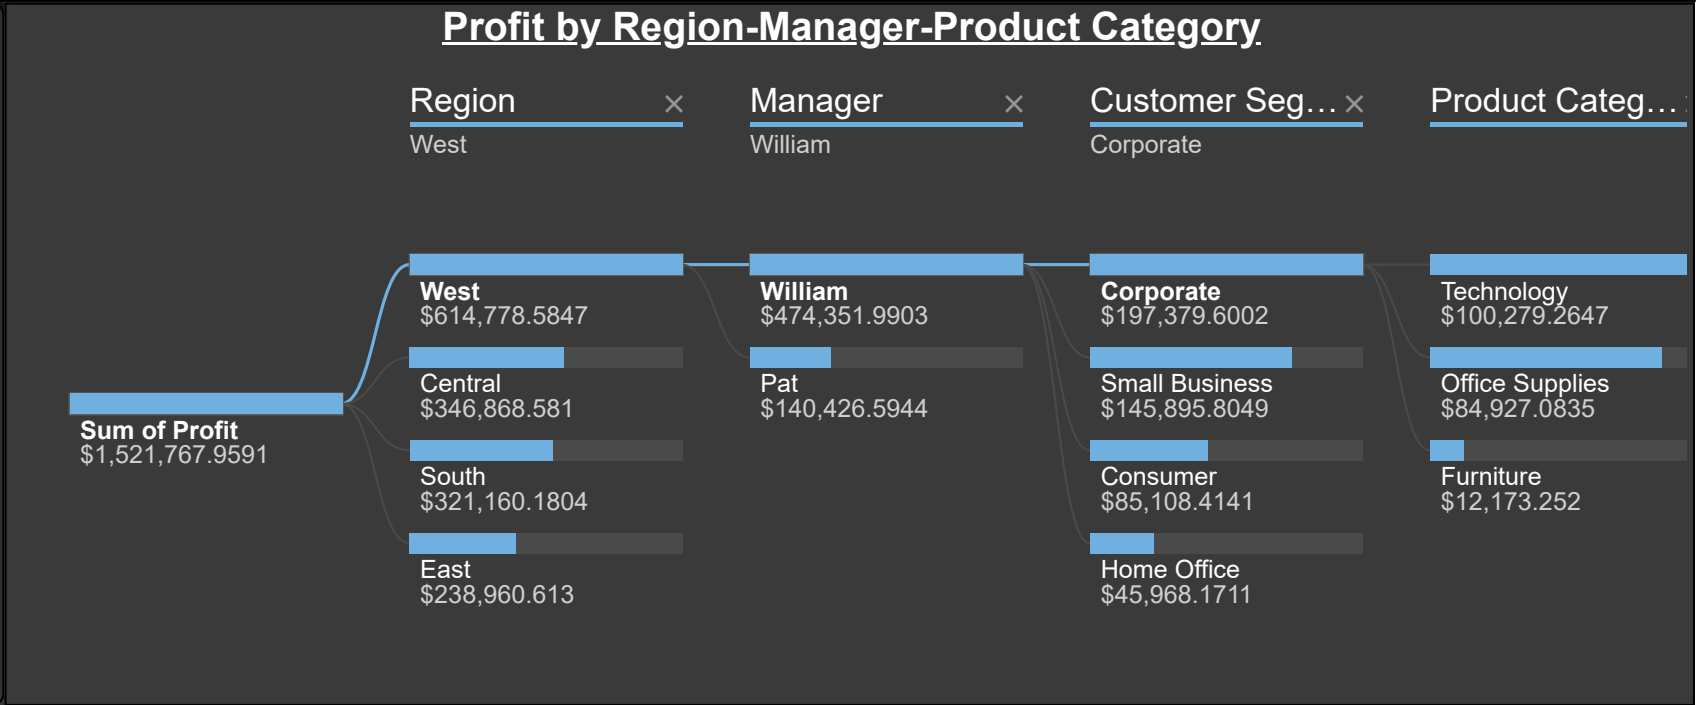 Profit by Region-Manager-Product Category
Region ×
Manager ×
Customer Seg... ×
Product Categ...
West
William
Corporate
Sum of Profit
$1,521,767.9591
West
$614,778.5847
Central
$346,868.581
South
$321,160.1804
East
$238,960.613
William
$474,351.9903
Pat
$140,426.5944
Corporate
$197,379.6002
Small Business
$145,895.8049
Consumer
$85,108.4141
Home Office
$45,968.1711
Technology
$100,279.2647
Office Supplies
$84,927.0835
Furniture
$12,173.252